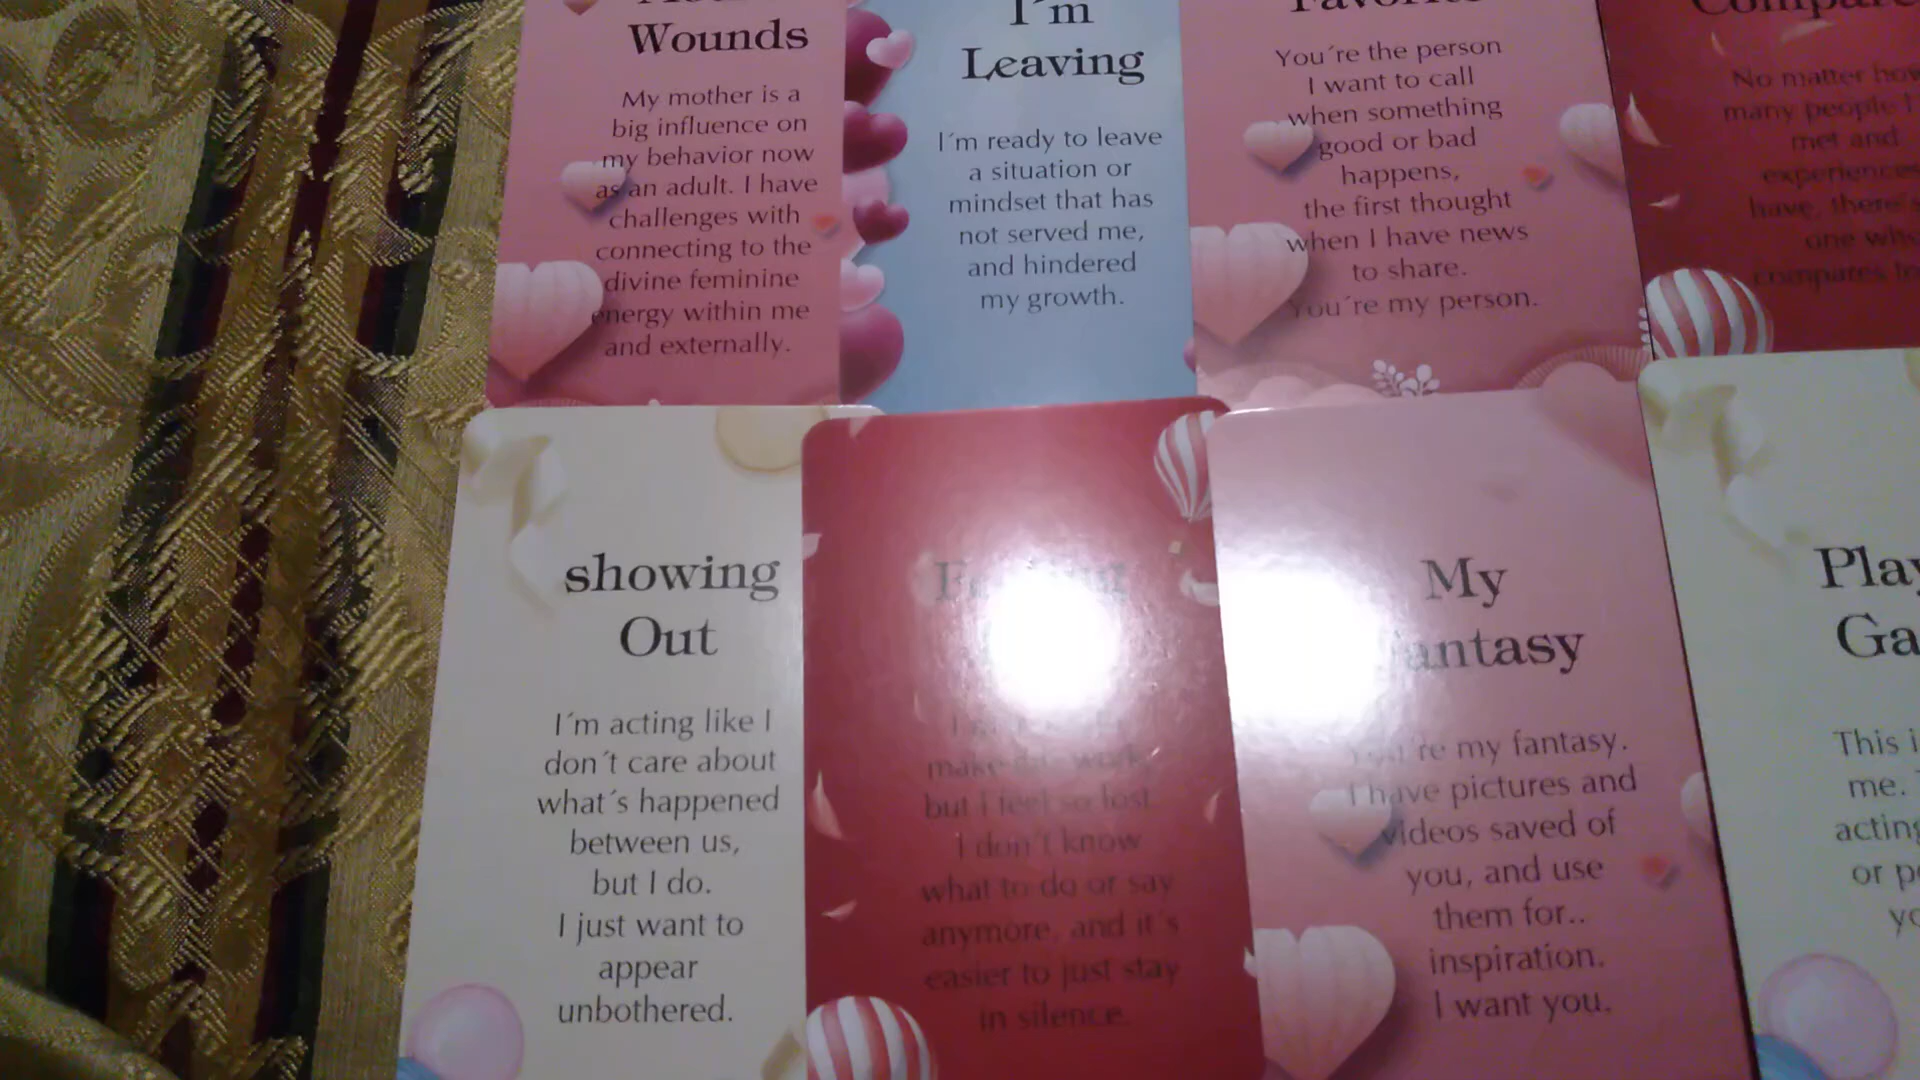 Wounds
My mother is a
big influence on
my behavior now
as an adult. I have
challenges with
connecting to the
divine feminine
energy within me
and externally.
I´m
Leaving
I´m ready to leave
a situation or
mindset that has
not served me,
and hindered
my growth.
Favorite
You´re the person
I want to call
when something
good or bad
happens,
the first thought
when I have news
to share.
You´re my person.
Compare
No matter how
many people I
met and
experiences
have, there's
one who
compares to
showing
Out
I´m acting like I
don´t care about
what´s happened
between us,
but I do.
I just want to
appear
unbothered.
make work,
but I feel so lost
I don´t know
what to do or say
anymore, and it´s
easier to just stay
in silence.
My
You´re my fantasy.
I have pictures and
videos saved of
you, and use
them for..
inspiration.
I want you.
This i
me.
acting
or